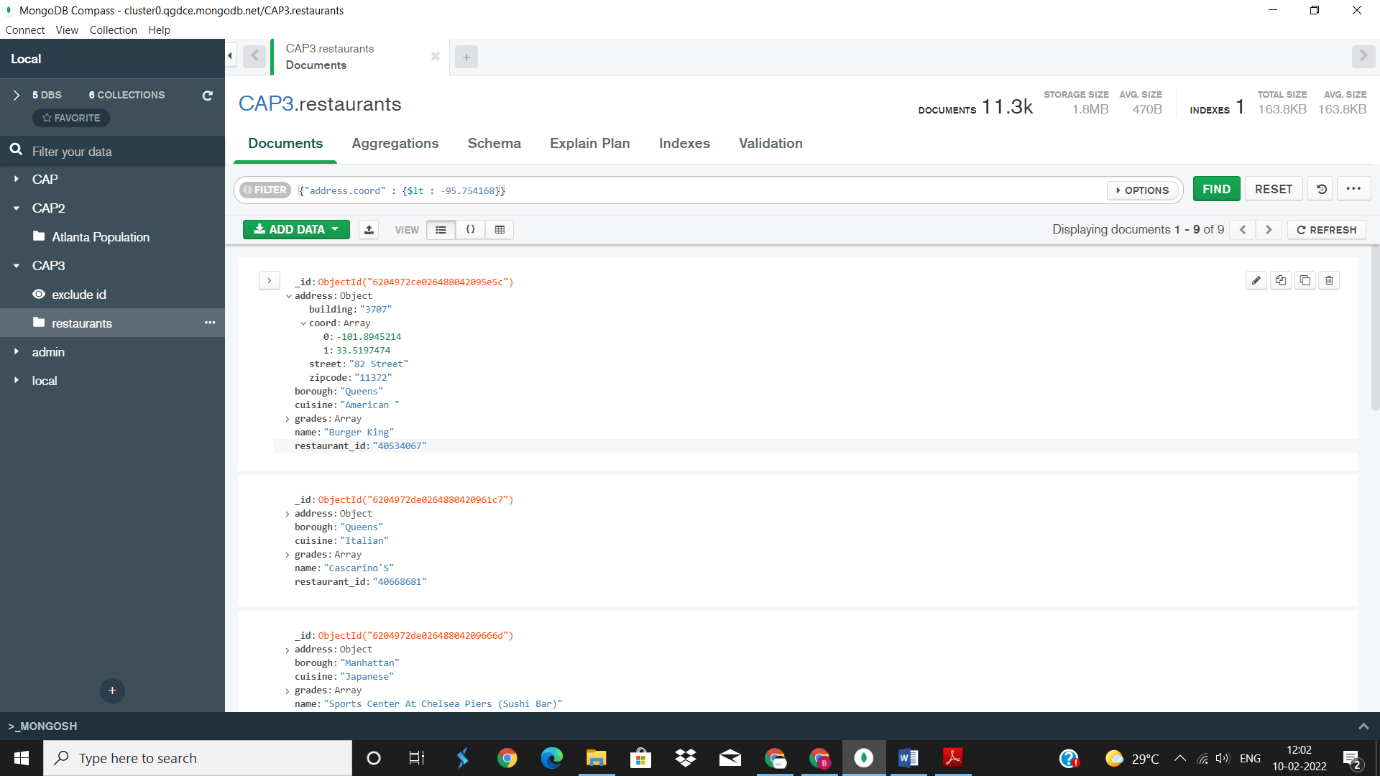 MongoDB Compass - cluster0.qgdce.mongodb.net/CAP3.restaurants
Connect View Collection Help
Local
5 DBS 6 COLLECTIONS
FAVORITE
Filter your data
CAP
CAP2
Atlanta Population
CAP3
exclude id
restaurants
admin
local
CAP3.restaurants
Documents
CAP3.restaurants
DOCUMENTS 11.3k STORAGE SIZE 1.8MB AVG. SIZE 470B INDEXES 1 TOTAL SIZE 163.8KB AVG. SIZE 163.8KB
Documents Aggregations Schema Explain Plan Indexes Validation
FILTER {"address.coord" : {$lt : -95.754168}} OPTIONS FIND RESET
ADD DATA VIEW {} Displaying documents 1 - 9 of 9 REFRESH
_id: ObjectId("6204972ce026488042095e5c")
address: Object
building: "3707"
coord: Array
0: -101.8945214
1: 33.5197474
street: "82 Street"
zipcode: "11372"
borough: "Queens"
cuisine: "American "
grades: Array
name: "Burger King"
restaurant_id: "40534067"
_id: ObjectId("6204972de0264880420961c7")
address: Object
borough: "Queens"
cuisine: "Italian"
grades: Array
name: "Cascarino'S"
restaurant_id: "40668681"
_id: ObjectId("6204972de02648804209666d")
address: Object
borough: "Manhattan"
cuisine: "Japanese"
grades: Array
name: "Sports Center At Chelsea Piers (Sushi Bar)"
>_MONGOSH
Type here to search
29°C ENG 12:02
10-02-2022 2